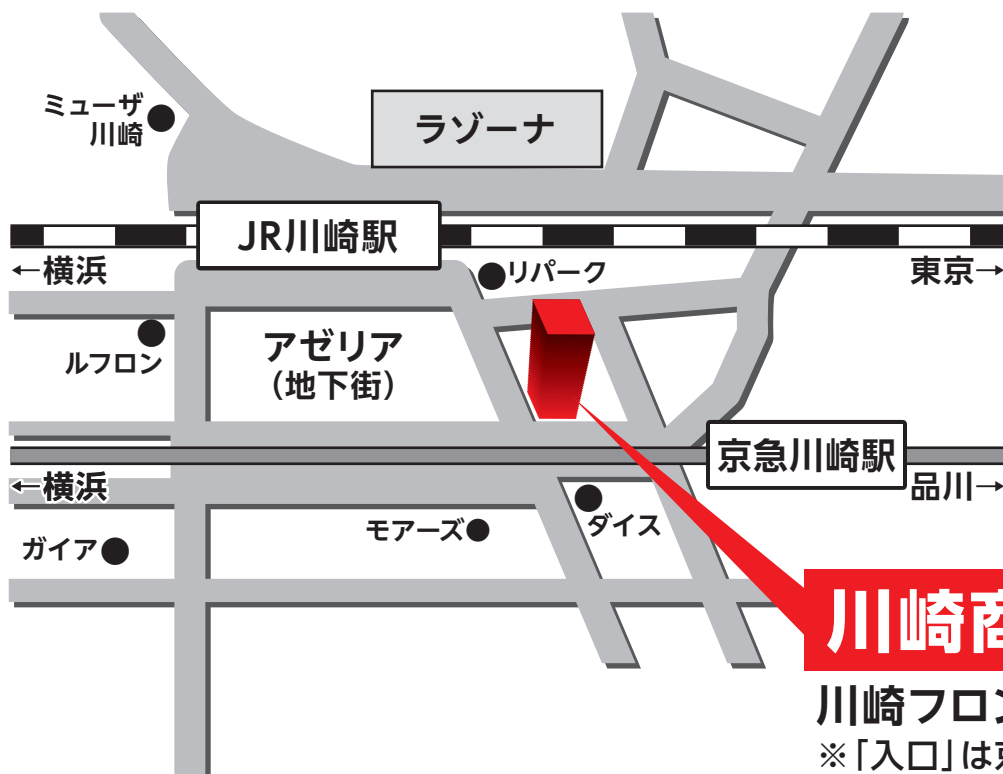 ミューザ
川崎
ラゾーナ
JR川崎駅
←横浜
リパーク
東京→
ルフロン
アゼリア
（地下街）
京急川崎駅
←横浜
品川→
ガイア
モアーズ
ダイス
川崎商
川崎フロン
※「入口」は京